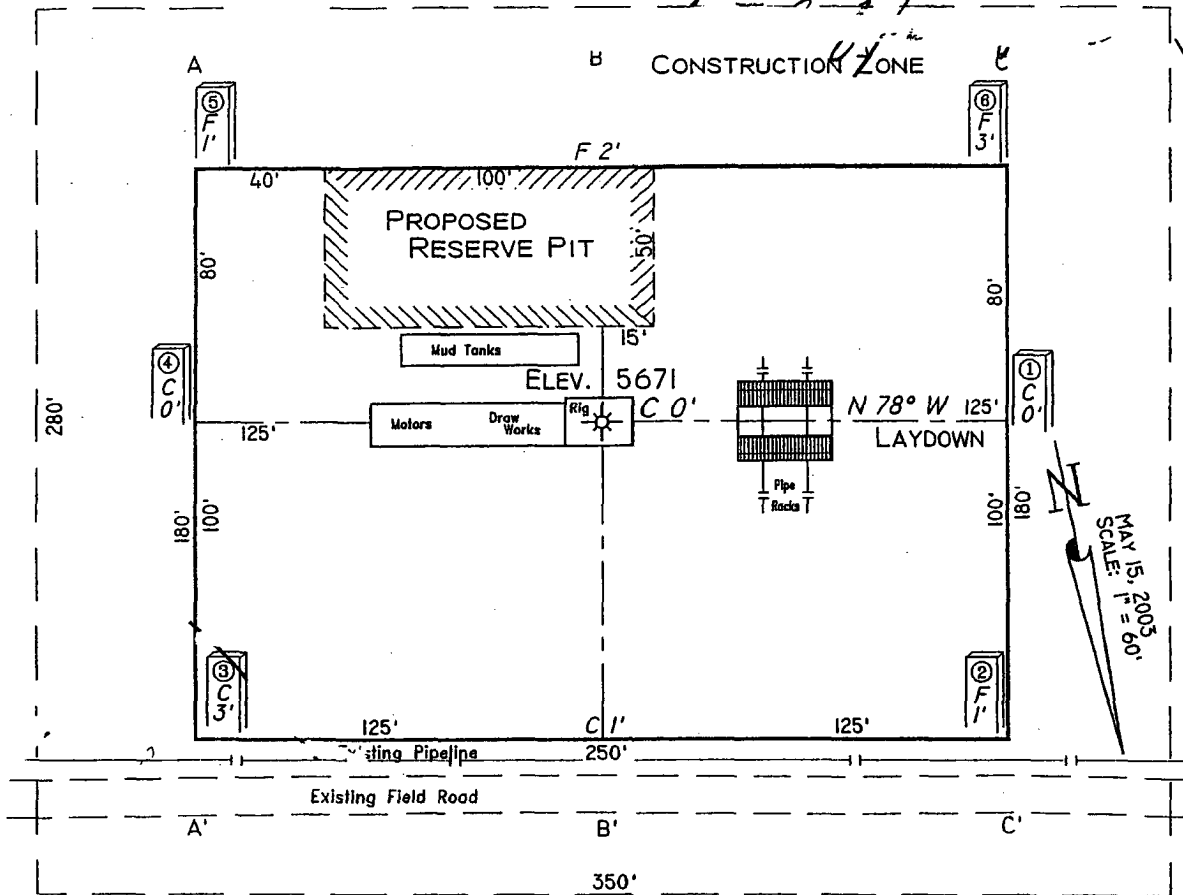 A
B
CONSTRUCTION ZONE
C
⑤
F
1'
⑥
F
3'
F 2'
40'
100'
PROPOSED
RESERVE PIT
80'
50'
80'
15'
Mud Tanks
④
C
0'
ELEV. 5671
①
C
0'
280'
125'
Motors
Draw
Works
Rig
C 0'
N 78° W
125'
LAYDOWN
Pipe
Racks
180'
100'
100'
180'
N
MAY 15, 2003
SCALE: 1" = 60'
③
C
3'
②
F
1'
125'
C 1'
125'
Pipeline
250'
Existing Field Road
A'
B'
C'
350'